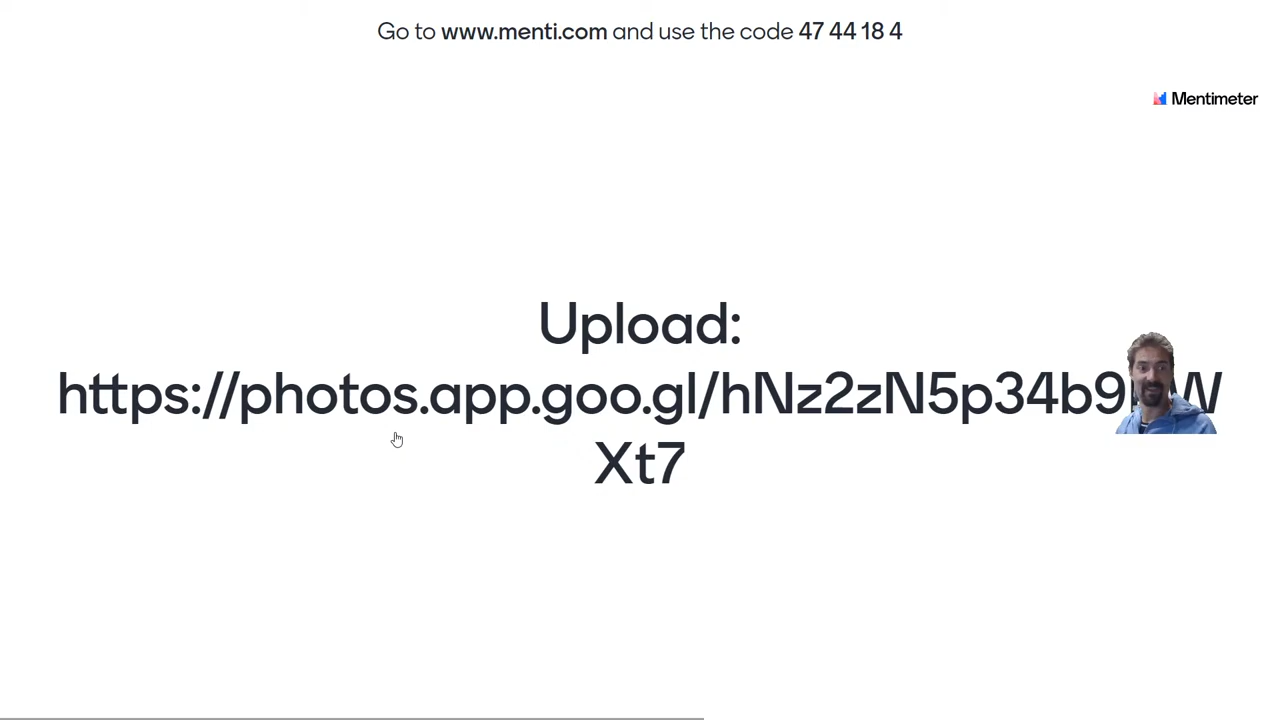 Go to www.menti.com and use the code 47 44 18 4
Mentimeter
Upload:
https://photos.app.goo.gl/hNz2zN5p34b9
Xt7